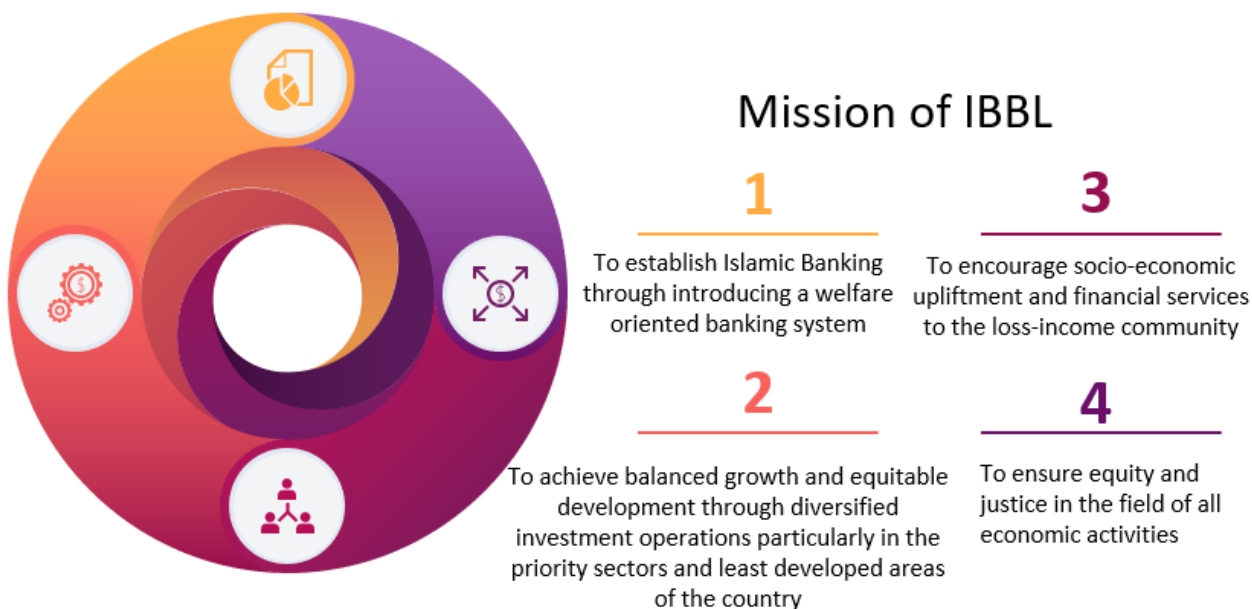 Mission of IBBL
1
To establish Islamic Banking
through introducing a welfare
oriented banking system
2
To achieve balanced growth and equitable
development through diversified
investment operations particularly in the
priority sectors and least developed areas
of the country
3
To encourage socio-economic
upliftment and financial services
to the loss-income community
4
To ensure equity and
justice in the field of all
economic activities
$
$